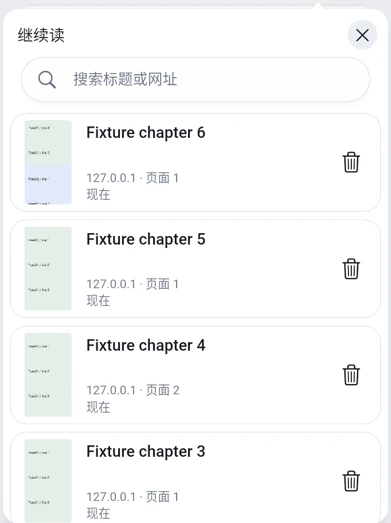 继续读
搜索标题或网址
Fixture chapter 6
127.0.0.1 · 页面 1
现在
Fixture chapter 5
127.0.0.1 · 页面 1
现在
Fixture chapter 4
127.0.0.1 · 页面 2
现在
Fixture chapter 3
127.0.0.1 · 页面 1
现在